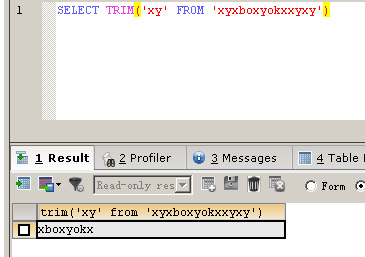 1 SELECT TRIM('xy' FROM 'xyxboxyokxxyxy')
1 Result 2 Profiler 3 Messages 4 Table
Read-only res Form
trim('xy' from 'xyxboxyokxxyxy')
xboxyokx